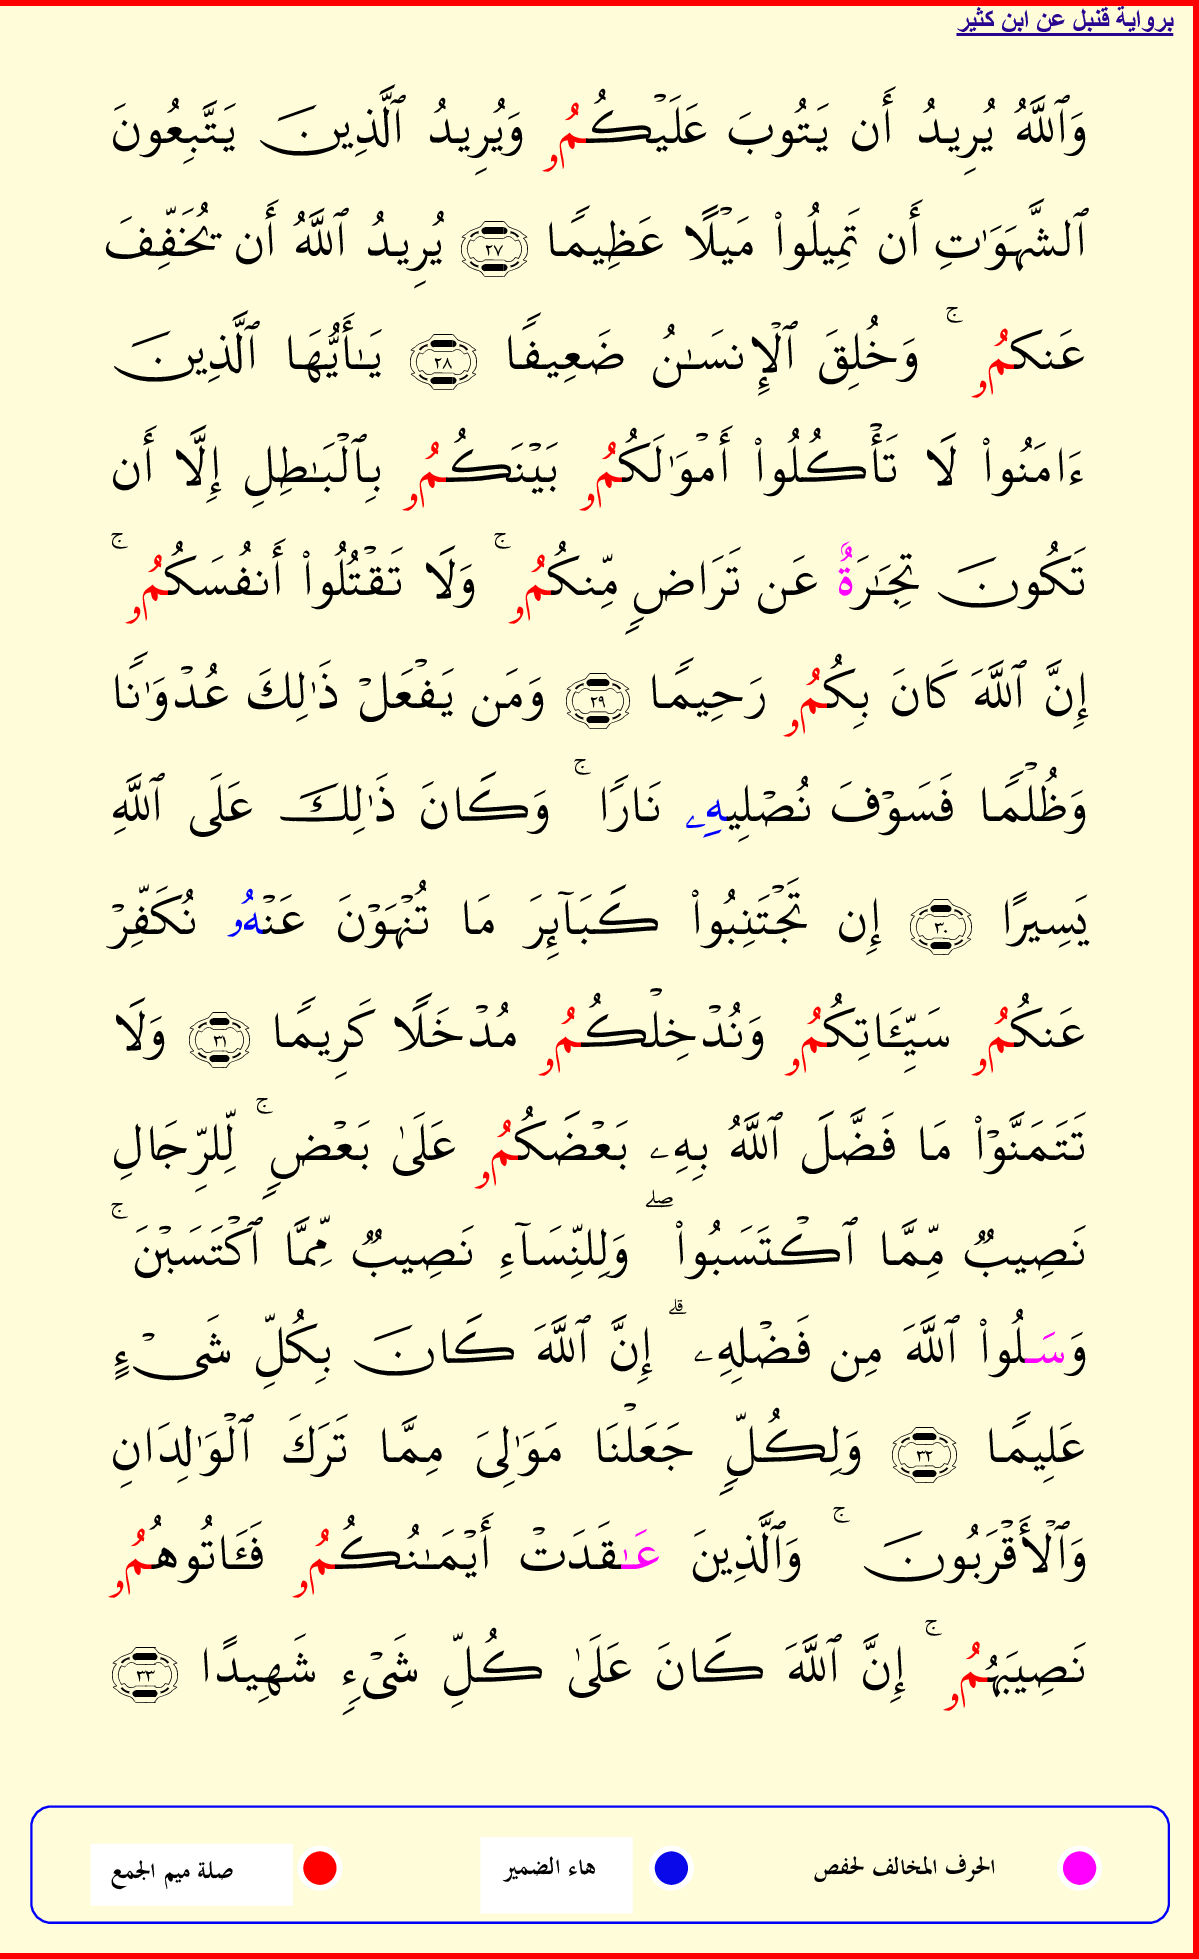 برواية قنبل عن ابن كثير
وَٱللَّهُ يُرِيدُ أَن يَتُوبَ عَلَيۡكُمُۥ وَيُرِيدُ ٱلَّذِينَ يَتَّبِعُونَ
ٱلشَّهَوَٰتِ أَن تَمِيلُواْ مَيۡلًا عَظِيمًا ٢٧ يُرِيدُ ٱللَّهُ أَن يُخَفِّفَ
عَنكُمُۥۚ وَخُلِقَ ٱلۡإِنسَٰنُ ضَعِيفًا ٢٨ يَٰٓأَيُّهَا ٱلَّذِينَ
ءَامَنُواْ لَا تَأۡكُلُواْ أَمۡوَٰلَكُمُۥ بَيۡنَكُمُۥ بِٱلۡبَٰطِلِ إِلَّا أَن
تَكُونَ تِجَٰرَةٌ عَن تَرَاضٖ مِّنكُمُۥۚ وَلَا تَقۡتُلُواْ أَنفُسَكُمُۥۚ
إِنَّ ٱللَّهَ كَانَ بِكُمُۥ رَحِيمًا ٢٩ وَمَن يَفۡعَلۡ ذَٰلِكَ عُدۡوَٰنًا
وَظُلۡمًا فَسَوۡفَ نُصۡلِيهِۦ نَارًاۚ وَكَانَ ذَٰلِكَ عَلَى ٱللَّهِ
يَسِيرًا ٣٠ إِن تَجۡتَنِبُواْ كَبَآئِرَ مَا تُنۡهَوۡنَ عَنۡهُۥ نُكَفِّرۡ
عَنكُمُۥ سَيِّـَٔاتِكُمُۥ وَنُدۡخِلۡكُمُۥ مُدۡخَلًا كَرِيمًا ٣١ وَلَا
تَتَمَنَّوۡاْ مَا فَضَّلَ ٱللَّهُ بِهِۦ بَعۡضَكُمُۥ عَلَىٰ بَعۡضٖۚ لِّلرِّجَالِ
نَصِيبٞ مِّمَّا ٱكۡتَسَبُواْۖ وَلِلنِّسَآءِ نَصِيبٞ مِّمَّا ٱكۡتَسَبۡنَۚ
وَسَلُواْ ٱللَّهَ مِن فَضۡلِهِۦٓۗ إِنَّ ٱللَّهَ كَانَ بِكُلِّ شَيۡءٍ
عَلِيمًا ٣٢ وَلِكُلّٖ جَعَلۡنَا مَوَٰلِيَ مِمَّا تَرَكَ ٱلۡوَٰلِدَانِ
وَٱلۡأَقۡرَبُونَۚ وَٱلَّذِينَ عَٰقَدَتۡ أَيۡمَٰنُكُمُۥ فَـَٔاتُوهُمُۥ
نَصِيبَهُمُۥۚ إِنَّ ٱللَّهَ كَانَ عَلَىٰ كُلِّ شَيۡءٖ شَهِيدًا ٣٣
الحرف المخالف لحفص هاء الضمير صلة ميم الجمع